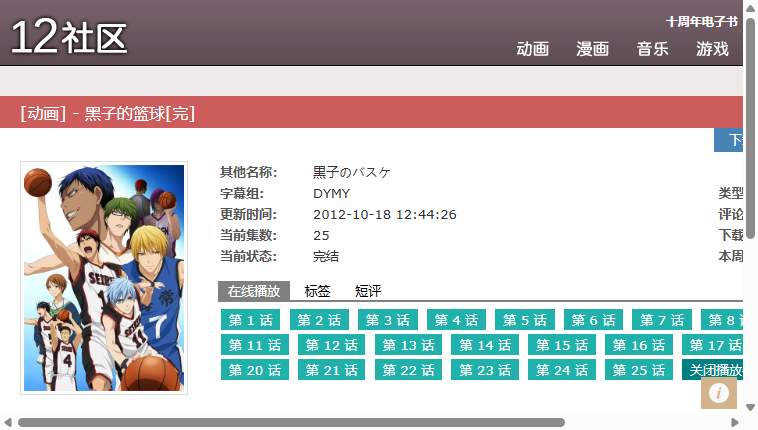 12社区
十周年电子书
动画 漫画 音乐 游戏
[动画] - 黑子的篮球[完]
其他名称: 黒子のバスケ
字幕组: DYMY 类型
更新时间: 2012-10-18 12:44:26 评论
当前集数: 25 下载
当前状态: 完结 本周
在线播放 标签 短评
第 1 话 第 2 话 第 3 话 第 4 话 第 5 话 第 6 话 第 7 话 第 8
第 11 话 第 12 话 第 13 话 第 14 话 第 15 话 第 16 话 第 17 话
第 20 话 第 21 话 第 22 话 第 23 话 第 24 话 第 25 话 关闭播放